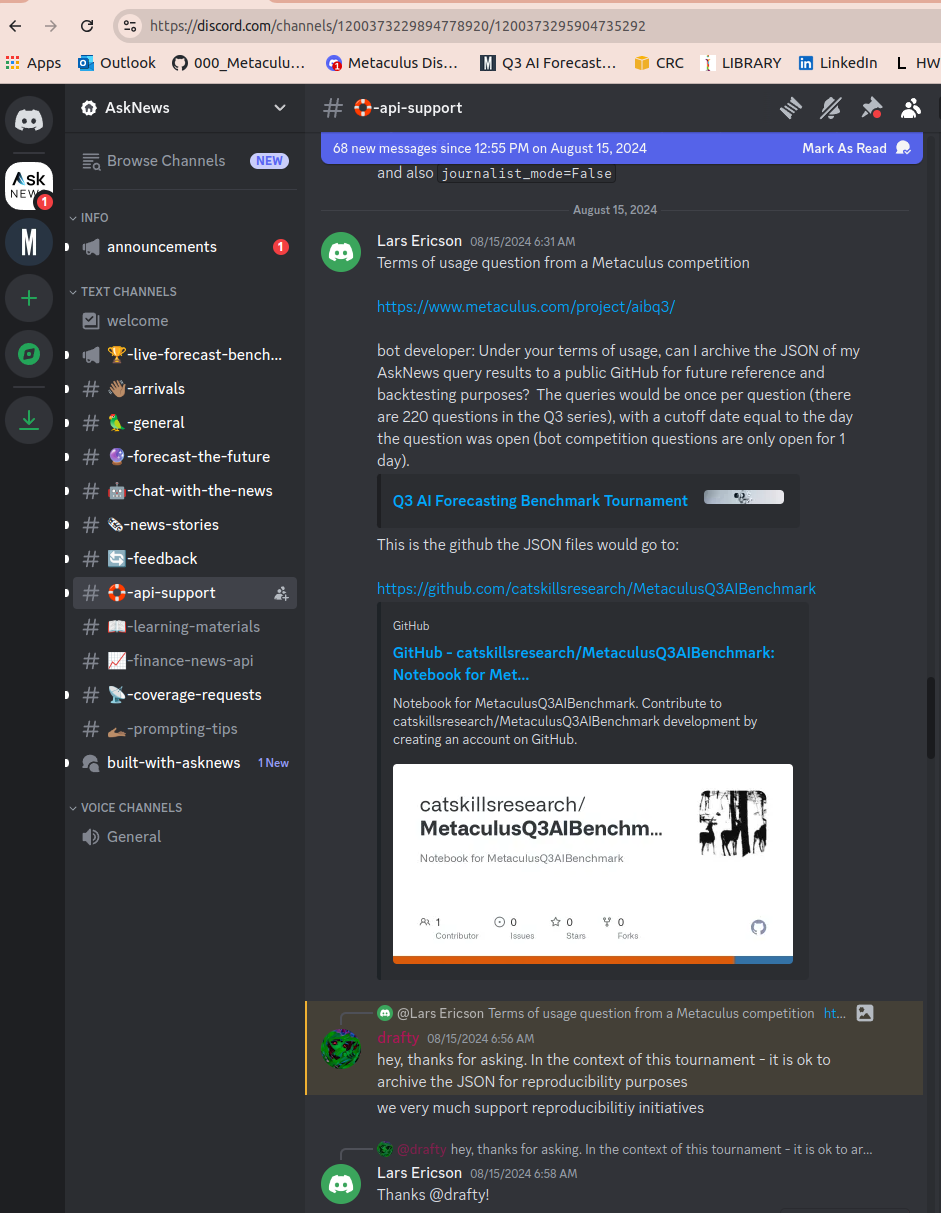 https://discord.com/channels/1200373229894778920/1200373295904735292
Apps
Outlook
000_Metaculu...
Metaculus Dis...
M
Q3 AI Forecast...
CRC
LIBRARY
in
LinkedIn
L
HW
Ask
NEWS
1
M
AskNews
Browse Channels
NEW
INFO
announcements
1
TEXT CHANNELS
welcome
-live-forecast-bench...
-arrivals
-general
-forecast-the-future
-chat-with-the-news
-news-stories
-feedback
-api-support
-learning-materials
-finance-news-api
-coverage-requests
-prompting-tips
built-with-asknews
1 New
VOICE CHANNELS
General
# -api-support
68 new messages since 12:55 PM on August 15, 2024
Mark As Read
and also journalist_mode=False
August 15, 2024
Lars Ericson 08/15/2024 6:31 AM
Terms of usage question from a Metaculus competition
https://www.metaculus.com/project/aibq3/
bot developer: Under your terms of usage, can I archive the JSON of my
AskNews query results to a public GitHub for future reference and
backtesting purposes? The queries would be once per question (there
are 220 questions in the Q3 series), with a cutoff date equal to the day
the question was open (bot competition questions are only open for 1
day).
Q3 AI Forecasting Benchmark Tournament
This is the github the JSON files would go to:
https://github.com/catskillsresearch/MetaculusQ3AIBenchmark
GitHub
GitHub - catskillsresearch/MetaculusQ3AIBenchmark:
Notebook for Met...
Notebook for MetaculusQ3AIBenchmark. Contribute to
catskillsresearch/MetaculusQ3AIBenchmark development by
creating an account on GitHub.
catskillsresearch/
MetaculusQ3AIBenchm...
Notebook for MetaculusQ3AIBenchmark
1
Contributor
0
Issues
0
Stars
0
Forks
@Lars Ericson Terms of usage question from a Metaculus competition ht...
drafty 08/15/2024 6:56 AM
hey, thanks for asking. In the context of this tournament - it is ok to
archive the JSON for reproducibility purposes
we very much support reproducibilitiy initiatives
@drafty hey, thanks for asking. In the context of this tournament - it is ok to ar...
Lars Ericson 08/15/2024 6:58 AM
Thanks @drafty!